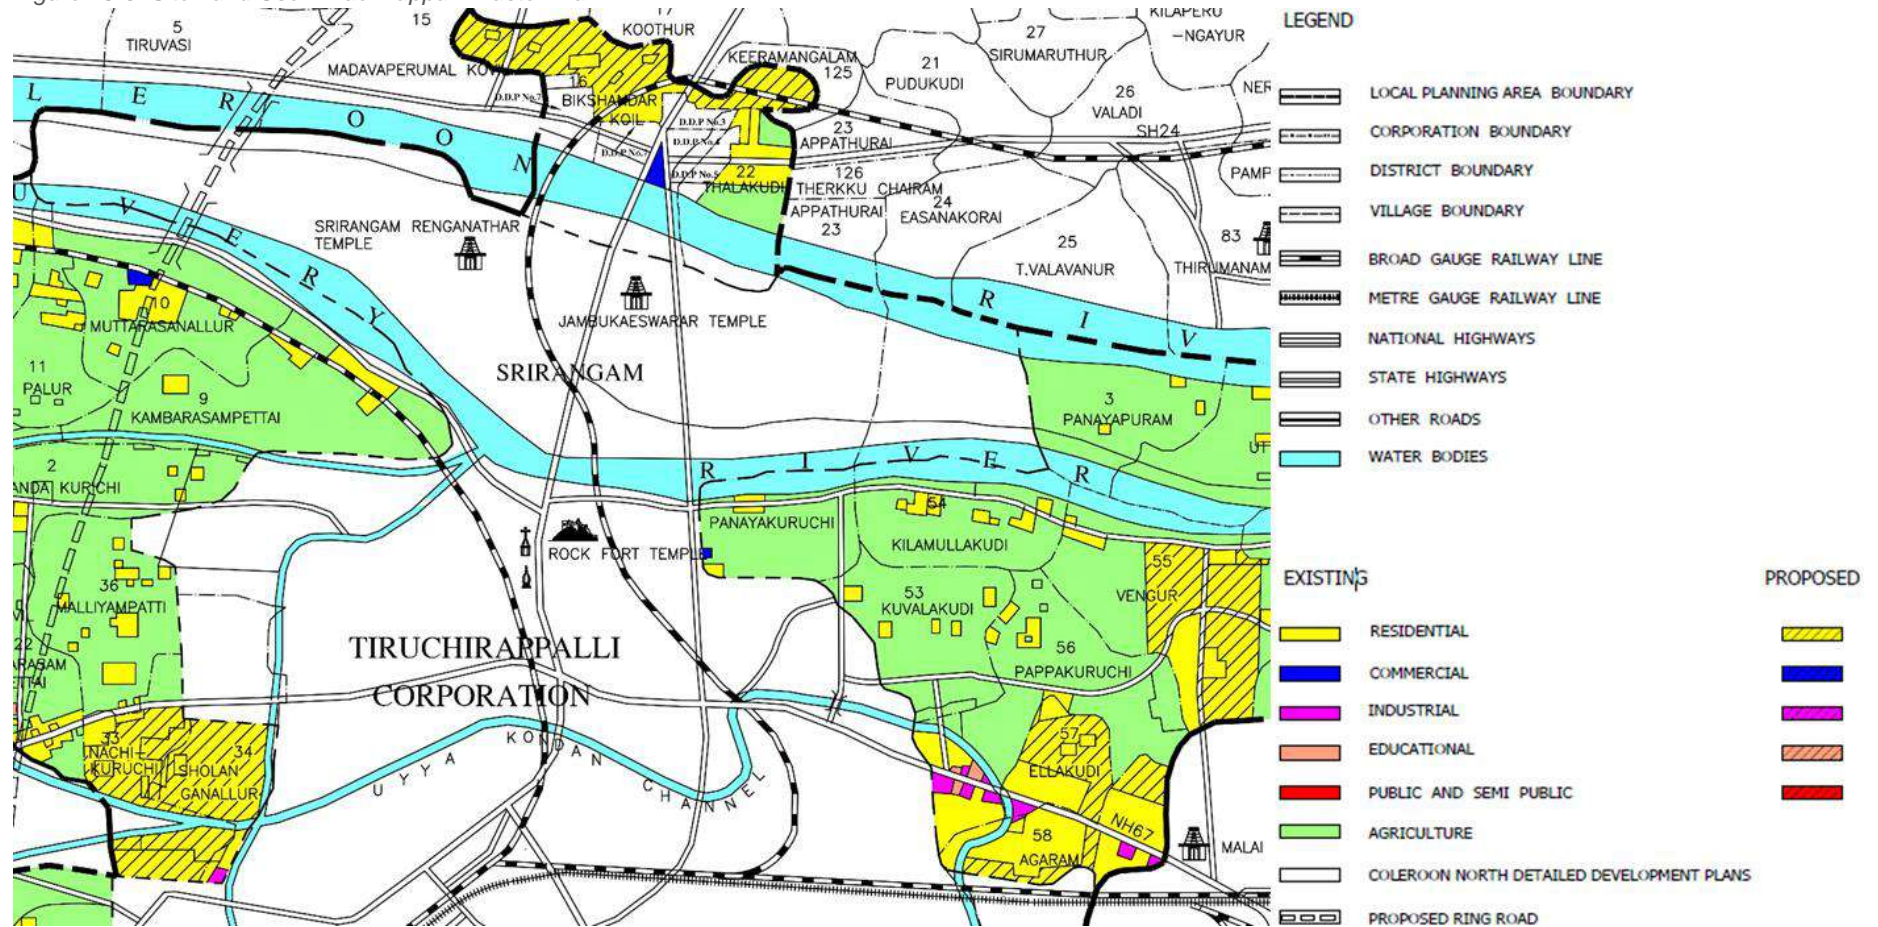 5
TIRUVASI
15
MADAVAPERUMAL
KOOTHUR
KEERAMANGALAM
125
16
BIKSHANDAR
KOIL
D.D.P No.7
D.D.P No.3
D.D.P No.7
D.D.P No.5
21
PUDUKUDI
27
SIRUMARUTHUR
KILAPERU
-NGAYUR
26
VALADI
SH24
23
APPATHURAI
22
THALAKUDI
126
THERKKU CHAIRAM
APPATHURAI
23
24
EASANAKORAI
25
T.VALAVANUR
83
L E R O O N
R I V
U V E R Y
R I V E R
SRIRANGAM RENGANATHAR
TEMPLE
JAMBUKAESWARAR TEMPLE
SRIRANGAM
10
MUTTARASANALLUR
11
PALUR
9
KAMBARASAMPETTAI
2
3
PANAYAPURAM
PANAYAKURUCHI
54
KILAMULLAKUDI
ROCK FORT TEMPLE
55
VENGUR
53
KUVALAKUDI
56
PAPPAKURUCHI
36
MALLIYAMPATTI
TIRUCHIRAPPALLI
CORPORATION
33
NACHI-
KURUCHI
34
SHOLAN
GANALLUR
UYYA KONDAN CHANNEL
57
ELLAKUDI
58
AGARAM
NH67
MALAI
LEGEND
LOCAL PLANNING AREA BOUNDARY
CORPORATION BOUNDARY
DISTRICT BOUNDARY
VILLAGE BOUNDARY
BROAD GAUGE RAILWAY LINE
METRE GAUGE RAILWAY LINE
NATIONAL HIGHWAYS
STATE HIGHWAYS
OTHER ROADS
WATER BODIES
EXISTING PROPOSED
RESIDENTIAL
COMMERCIAL
INDUSTRIAL
EDUCATIONAL
PUBLIC AND SEMI PUBLIC
AGRICULTURE
COLEROON NORTH DETAILED DEVELOPMENT PLANS
PROPOSED RING ROAD